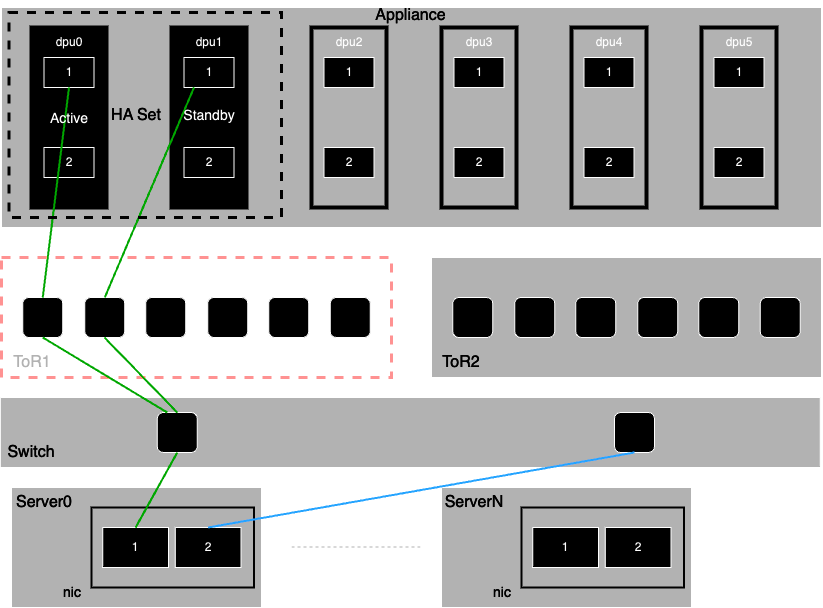 Appliance
dpu0
dpu1
dpu2
dpu3
dpu4
dpu5
1
1
1
1
1
1
Active
HA Set
Standby
2
2
2
2
2
2
ToR1
ToR2
Switch
Server0
ServerN
1
2
1
2
nic
nic